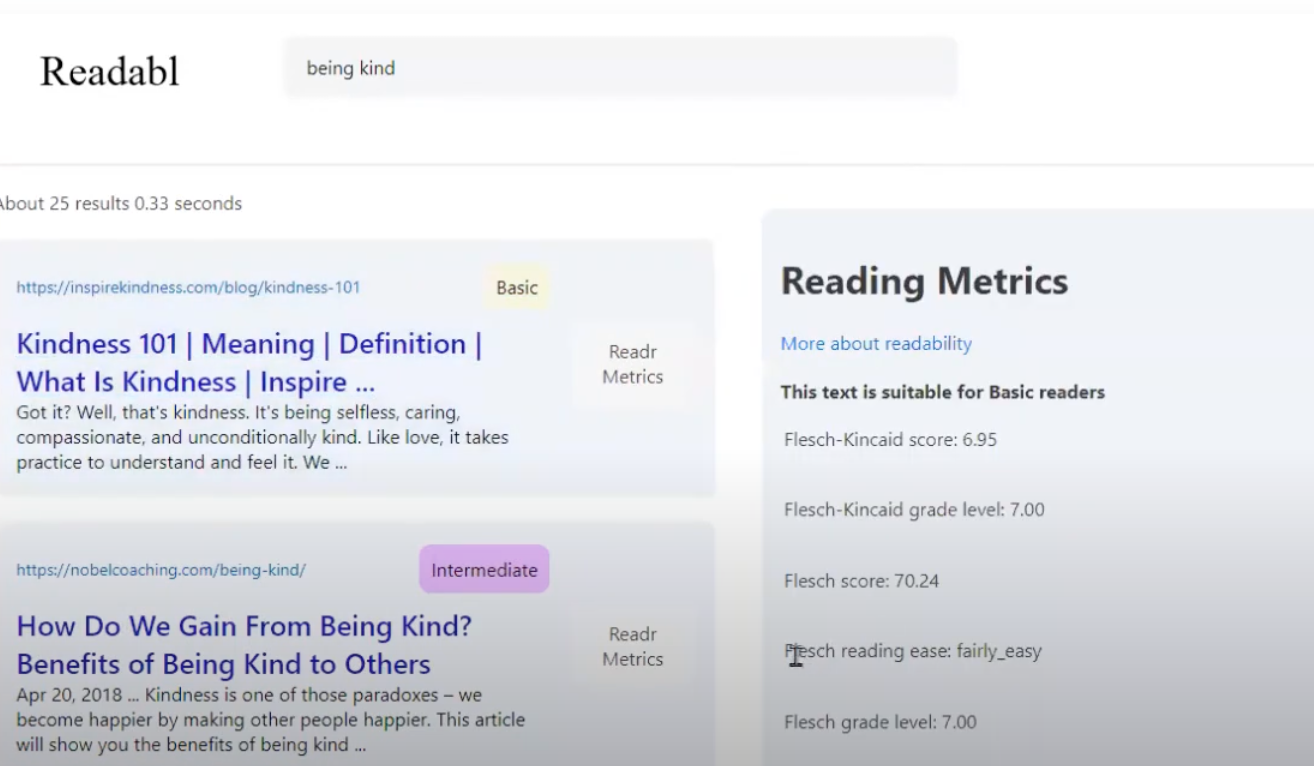 Readabl
being kind
About 25 results 0.33 seconds
https://inspirekindness.com/blog/kindness-101
Basic
Kindness 101 | Meaning | Definition |
What Is Kindness | Inspire ...
Got it? Well, that's kindness. It's being selfless, caring,
compassionate, and unconditionally kind. Like love, it takes
practice to understand and feel it. We ...
Readr
Metrics
https://nobelcoaching.com/being-kind/
Intermediate
How Do We Gain From Being Kind?
Benefits of Being Kind to Others
Apr 20, 2018 ... Kindness is one of those paradoxes – we
become happier by making other people happier. This article
will show you the benefits of being kind ...
Readr
Metrics
Reading Metrics
More about readability
This text is suitable for Basic readers
Flesch-Kincaid score: 6.95
Flesch-Kincaid grade level: 7.00
Flesch score: 70.24
Flesch reading ease: fairly_easy
Flesch grade level: 7.00